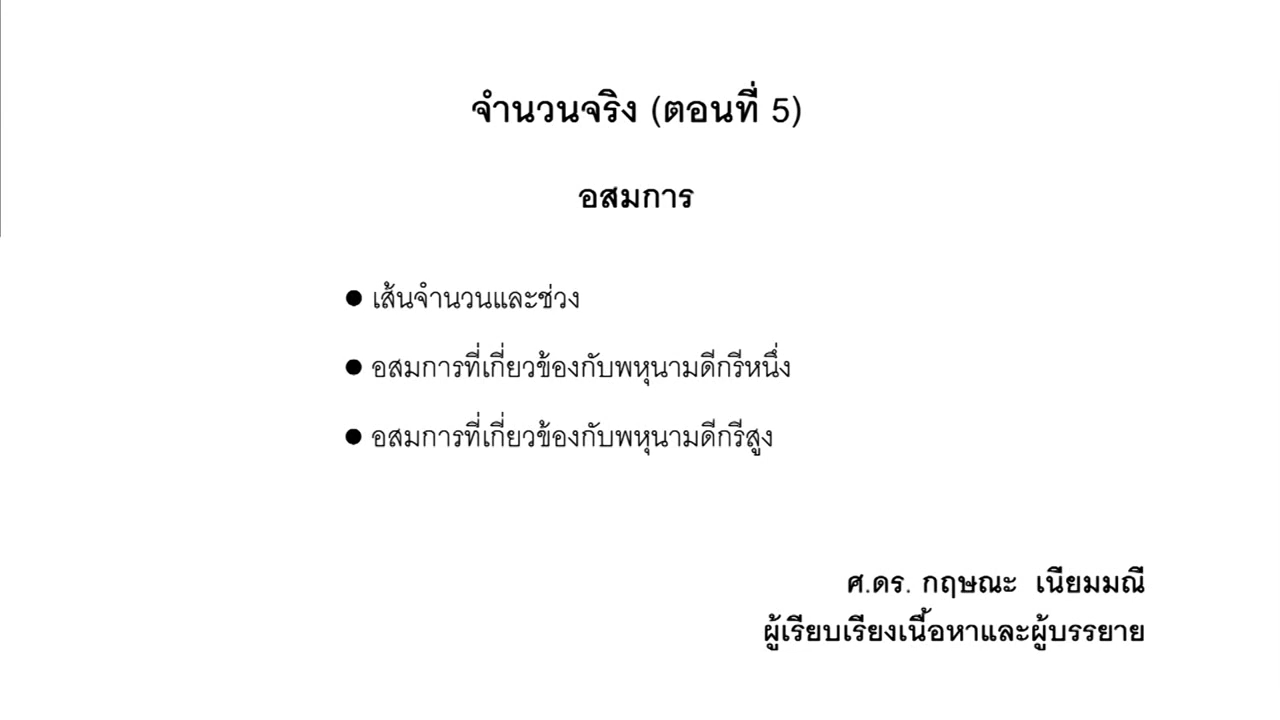 จำนวนจริง (ตอนที่ 5)
อสมการ
● เส้นจำนวนและช่วง
● อสมการที่เกี่ยวข้องกับพหุนามดีกรีหนึ่ง
● อสมการที่เกี่ยวข้องกับพหุนามดีกรีสูง
ศ.ดร. กฤษณะ เนียมมณี
ผู้เรียบเรียงเนื้อหาและผู้บรรยาย